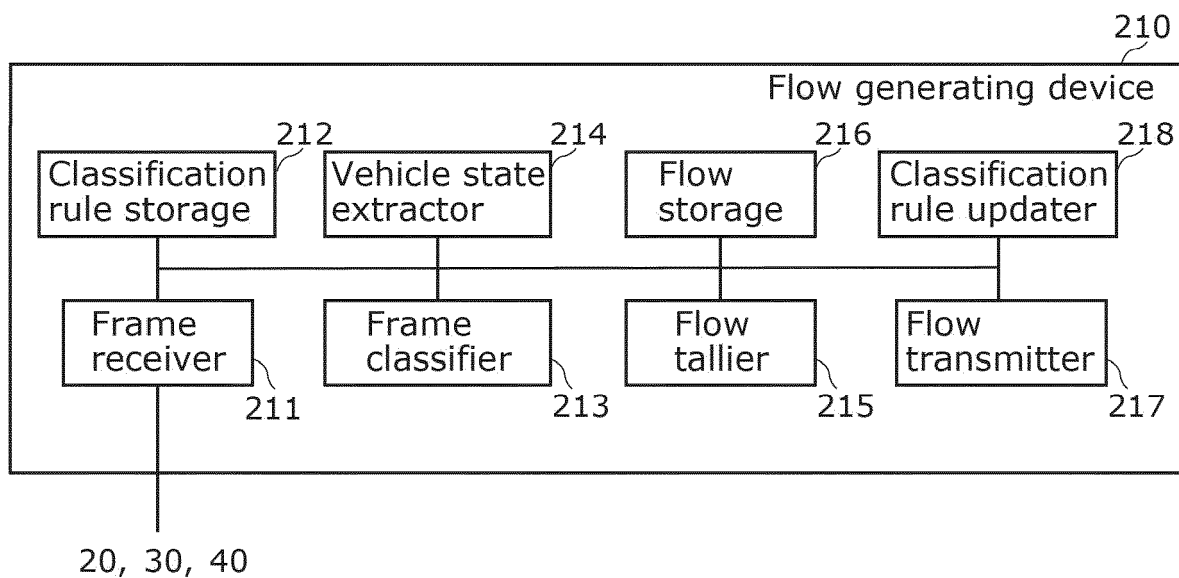 210
Flow generating device
212
214
216
218
Classification
rule storage
Vehicle state
extractor
Flow
storage
Classification
rule updater
Frame
receiver
Frame
classifier
Flow
tallier
Flow
transmitter
211
213
215
217
20, 30, 40